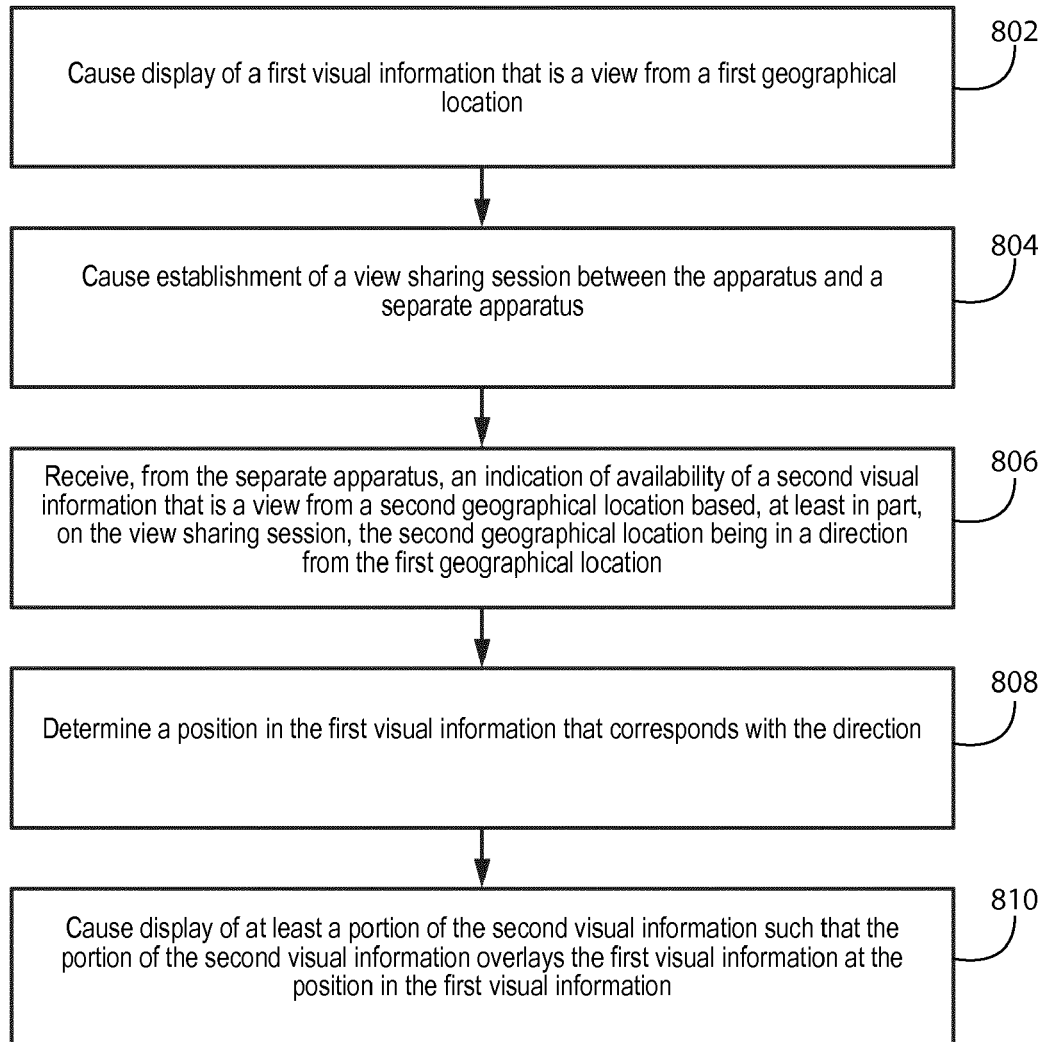 802
Cause display of a first visual information that is a view from a first geographical
location
804
Cause establishment of a view sharing session between the apparatus and a
separate apparatus
806
Receive, from the separate apparatus, an indication of availability of a second visual
information that is a view from a second geographical location based, at least in part,
on the view sharing session, the second geographical location being in a direction
from the first geographical location
808
Determine a position in the first visual information that corresponds with the direction
810
Cause display of at least a portion of the second visual information such that the
portion of the second visual information overlays the first visual information at the
position in the first visual information